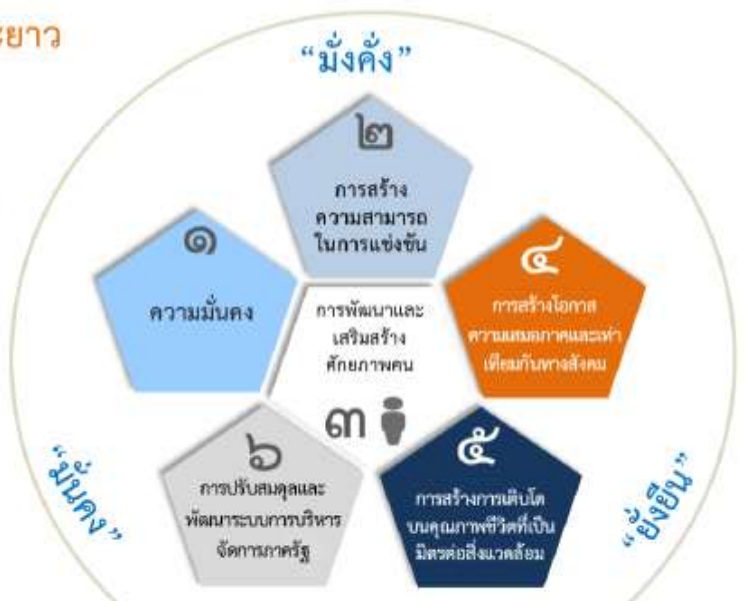 ะยาว
“มั่งคั่ง”
๒
การสร้าง
ความสามารถ
ในการแข่งขัน
๑
ความมั่นคง
๔
การสร้างโอกาส
ความเสมอภาคและเท่า
เทียมกันทางสังคม
การพัฒนาและ
เสริมสร้าง
ศักยภาพคน
๓
๖
การปรับสมดุลและ
พัฒนาระบบการบริหาร
จัดการภาครัฐ
๕
การสร้างการเติบโต
บนคุณภาพชีวิตที่เป็น
มิตรต่อสิ่งแวดล้อม
“มั่นคง”
“ยั่งยืน”